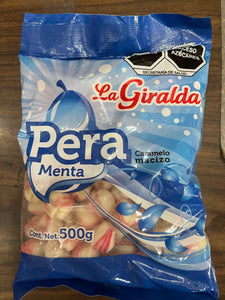 EXCESO
AZÚCARES
SECRETARÍA DE SALUD
La Giralda
Pera
Menta
Caramelo
macizo
Cont. Net. 500g